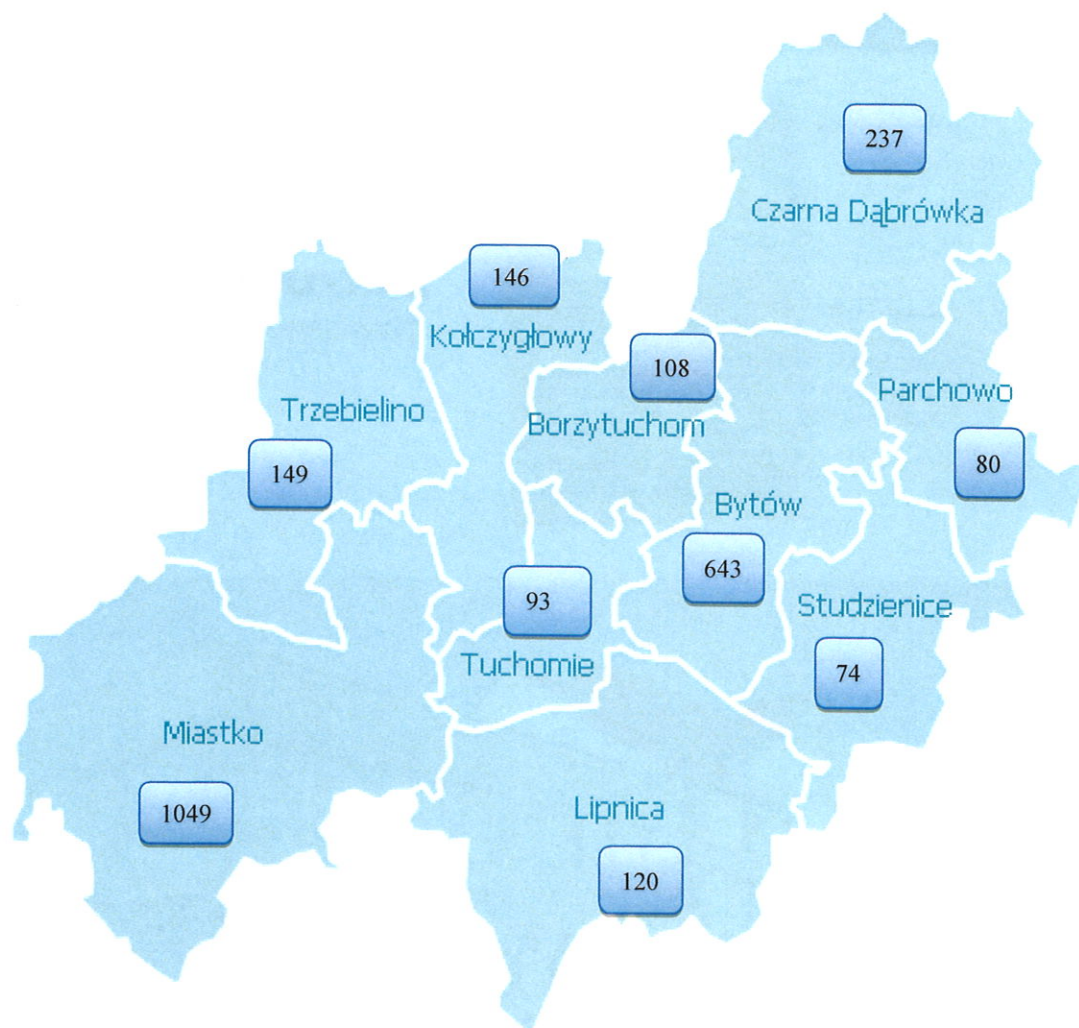 237
Czarna Dąbrówka
146
Kołczygłowy
108
Borzytuchom
Parchowo
80
Trzebielino
149
Bytów
643
93
Tuchomie
Studzienice
74
Miastko
1049
Lipnica
120